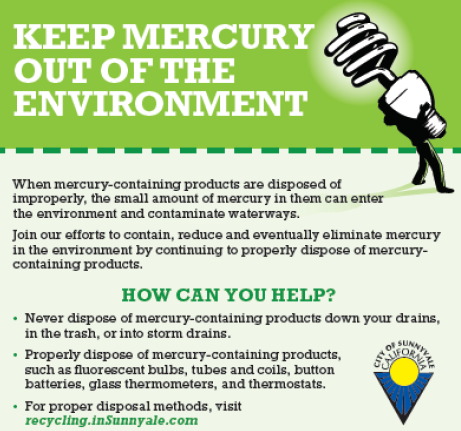 KEEP MERCURY
OUT OF THE
ENVIRONMENT
When mercury-containing products are disposed of
improperly, the small amount of mercury in them can enter
the environment and contaminate waterways.
Join our efforts to contain, reduce and eventually eliminate mercury
in the environment by continuing to properly dispose of mercury-
containing products.
HOW CAN YOU HELP?
• Never dispose of mercury-containing products down your drains,
in the trash, or into storm drains.
• Properly dispose of mercury-containing products,
such as fluorescent bulbs, tubes and coils, button
batteries, glass thermometers, and thermostats.
• For proper disposal methods, visit
recycling.inSunnyale.com
CITY OF SUNNYVALE
CALIFORNIA